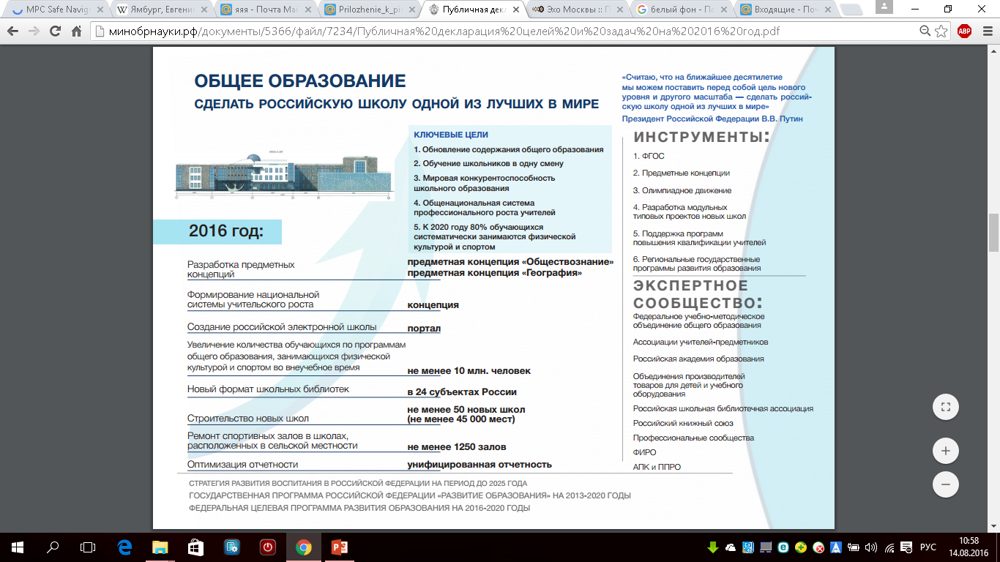 MPC Safe Navig
Ямбург, Евгени
яяя - Почта Mai
Prilozhenie_k_pi
Публичная дек
Эхо Москвы :: П
белый фон - По
Входящие - Поч
минобрнауки.рф/документы/5366/файл/7234/Публичная%20декларация%20целей%20и%20задач%20на%202016%20год.pdf
ABP
ОБЩЕЕ ОБРАЗОВАНИЕ
СДЕЛАТЬ РОССИЙСКУЮ ШКОЛУ ОДНОЙ ИЗ ЛУЧШИХ В МИРЕ
«Считаю, что на ближайшее десятилетие
мы можем поставить перед собой цель нового
уровня и другого масштаба — сделать россий-
скую школу одной из лучших в мире»
Президент Российской Федерации В.В. Путин
КЛЮЧЕВЫЕ ЦЕЛИ
1. Обновление содержания общего образования
2. Обучение школьников в одну смену
3. Мировая конкурентоспособность
школьного образования
4. Общенациональная система
профессионального роста учителей
5. К 2020 году 80% обучающихся
систематически занимаются физической
культурой и спортом
2016 год:
Разработка предметных
концепций
предметная концепция «Обществознание»
предметная концепция «География»
Формирование национальной
системы учительского роста
концепция
Создание российской электронной школы
портал
Увеличение количества обучающихся по программам
общего образования, занимающихся физической
культурой и спортом во внеучебное время
не менее 10 млн. человек
Новый формат школьных библиотек
в 24 субъектах России
Строительство новых школ
не менее 50 новых школ
(не менее 45 000 мест)
Ремонт спортивных залов в школах,
расположенных в сельской местности
не менее 1250 залов
Оптимизация отчетности
унифицированная отчетность
ИНСТРУМЕНТЫ:
1. ФГОС
2. Предметные концепции
3. Олимпиадное движение
4. Разработка модульных
типовых проектов новых школ
5. Поддержка программ
повышения квалификации учителей
6. Региональные государственные
программы развития образования
ЭКСПЕРТНОЕ
СООБЩЕСТВО:
Федеральное учебно-методическое
объединение общего образования
Ассоциации учителей-предметников
Российская академия образования
Объединения производителей
товаров для детей и учебного
оборудования
Российская школьная библиотечная ассоциация
Российский книжный союз
Профессиональные сообщества
ФИРО
АПК и ППРО
СТРАТЕГИЯ РАЗВИТИЯ ВОСПИТАНИЯ В РОССИЙСКОЙ ФЕДЕРАЦИИ НА ПЕРИОД ДО 2025 ГОДА
ГОСУДАРСТВЕННАЯ ПРОГРАММА РОССИЙСКОЙ ФЕДЕРАЦИИ «РАЗВИТИЕ ОБРАЗОВАНИЯ» НА 2013-2020 ГОДЫ
ФЕДЕРАЛЬНАЯ ЦЕЛЕВАЯ ПРОГРАММА РАЗВИТИЯ ОБРАЗОВАНИЯ НА 2016-2020 ГОДЫ
РУС
10:58
14.08.2016